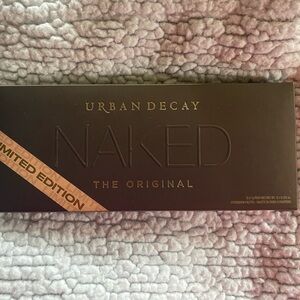 URBAN DECAY
NAKED
THE ORIGINAL
LIMITED EDITION